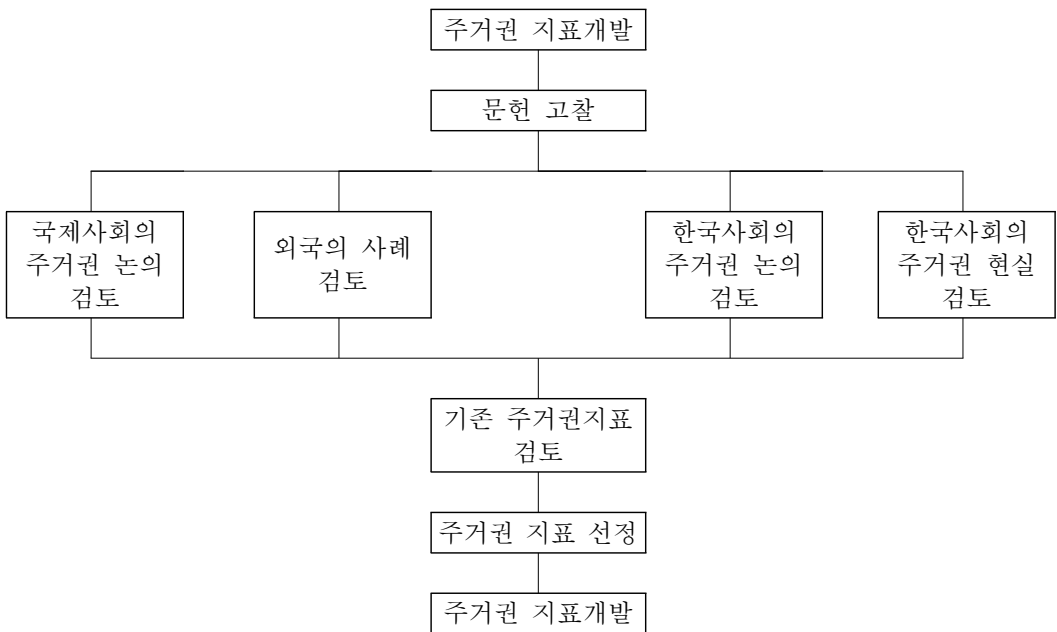 주거권 지표개발
문헌 고찰
국제사회의
주거권 논의
검토
외국의 사례
검토
한국사회의
주거권 논의
검토
한국사회의
주거권 현실
검토
기존 주거권지표
검토
주거권 지표 선정
주거권 지표개발